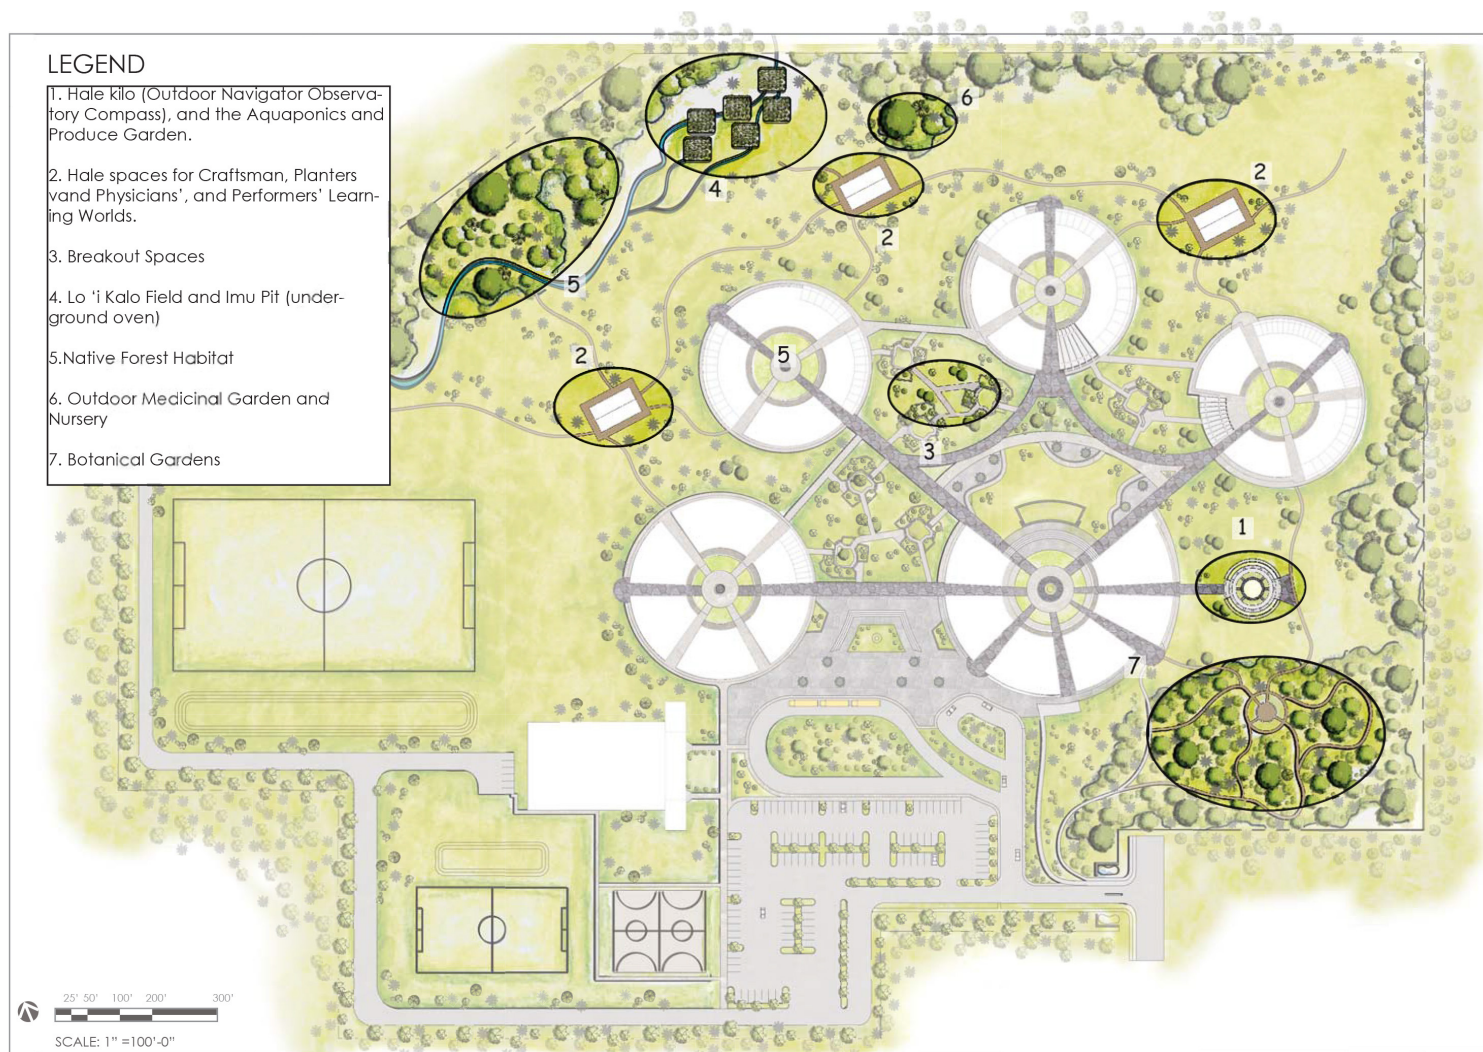 LEGEND
1. Hale kilo (Outdoor Navigator Observa-
tory Compass), and the Aquaponics and
Produce Garden.
2. Hale spaces for Craftsman, Planters
vand Physicians', and Performers' Learn-
ing Worlds.
3. Breakout Spaces
4. Lo 'i Kalo Field and Imu Pit (under-
ground oven)
5.Native Forest Habitat
6. Outdoor Medicinal Garden and
Nursery
7. Botanical Gardens
6
4
2
2
5
2
5
3
1
7
25' 50' 100' 200' 300'
SCALE: 1" =100'-0"